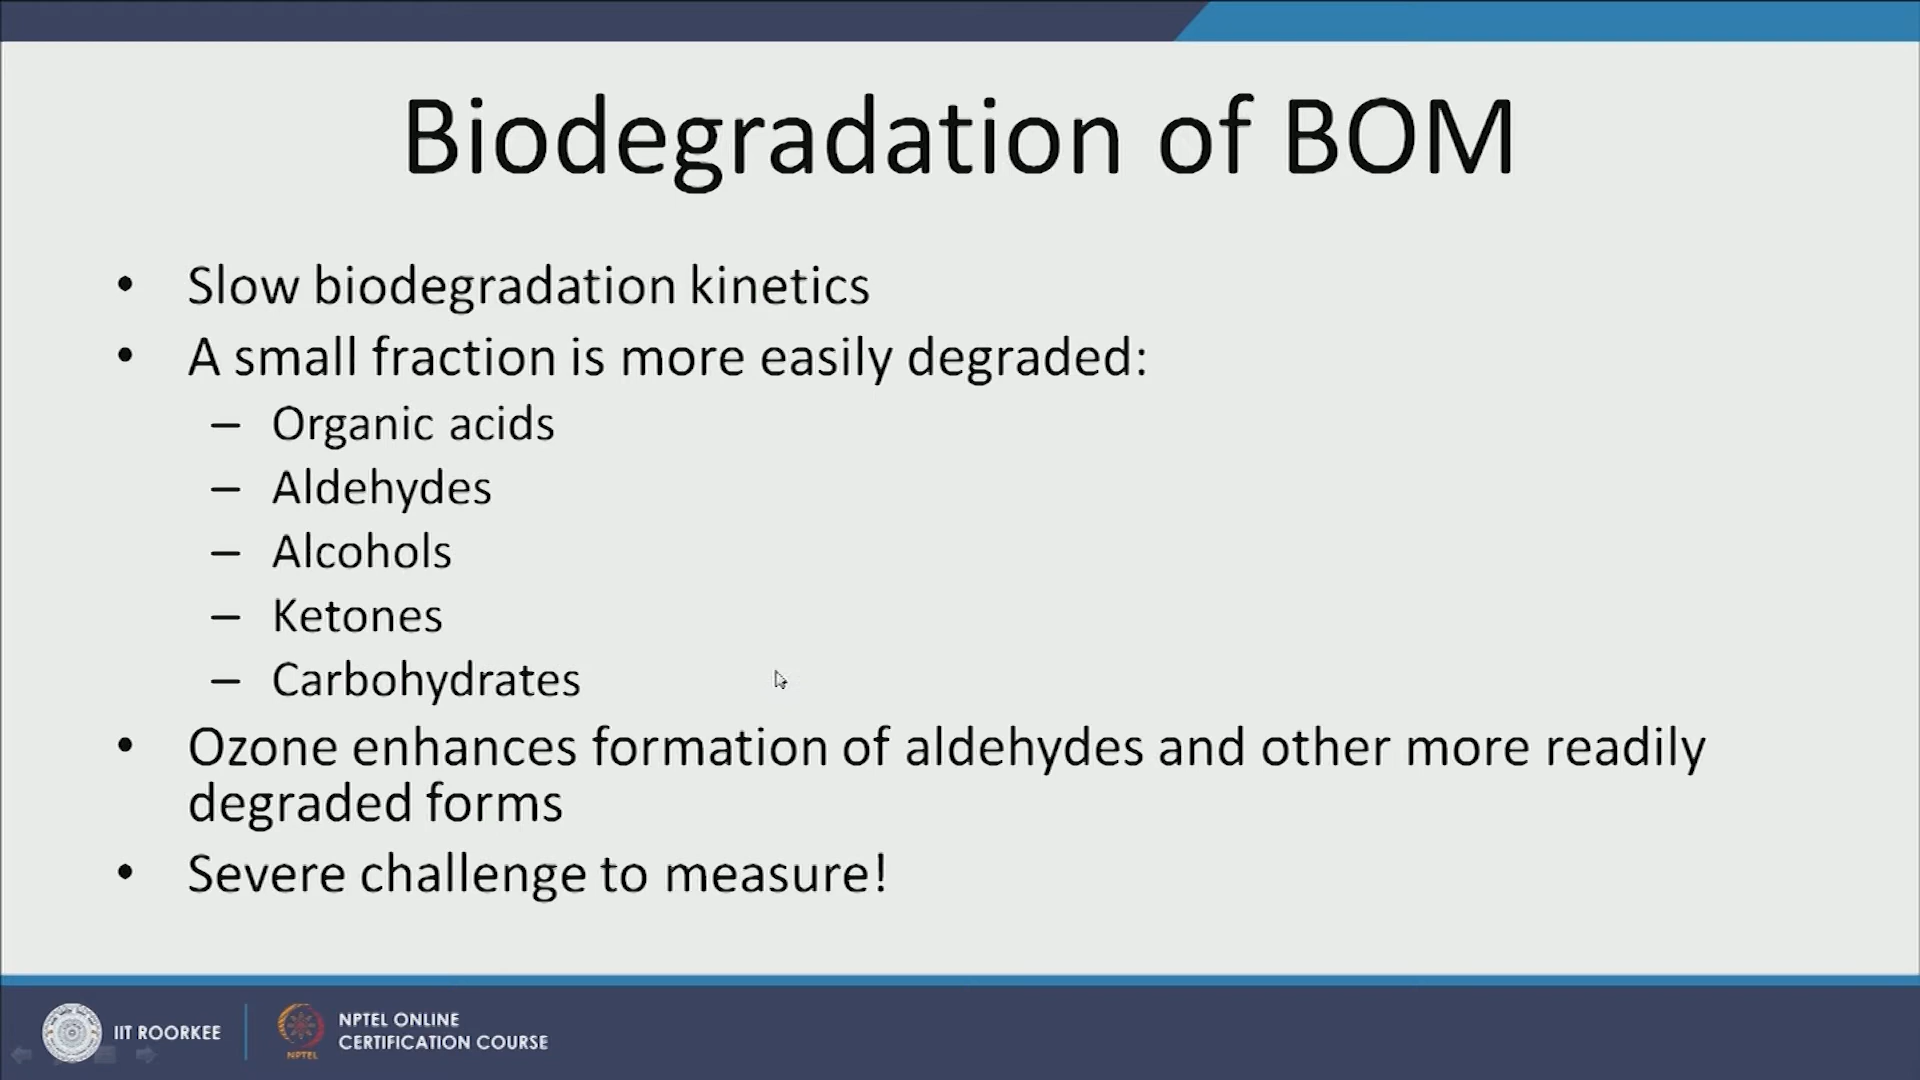 Biodegradation of BOM
• Slow biodegradation kinetics
• A small fraction is more easily degraded:
– Organic acids
– Aldehydes
– Alcohols
– Ketones
– Carbohydrates
• Ozone enhances formation of aldehydes and other more readily
degraded forms
• Severe challenge to measure!
IIT ROORKEE
NPTEL
NPTEL ONLINE
CERTIFICATION COURSE